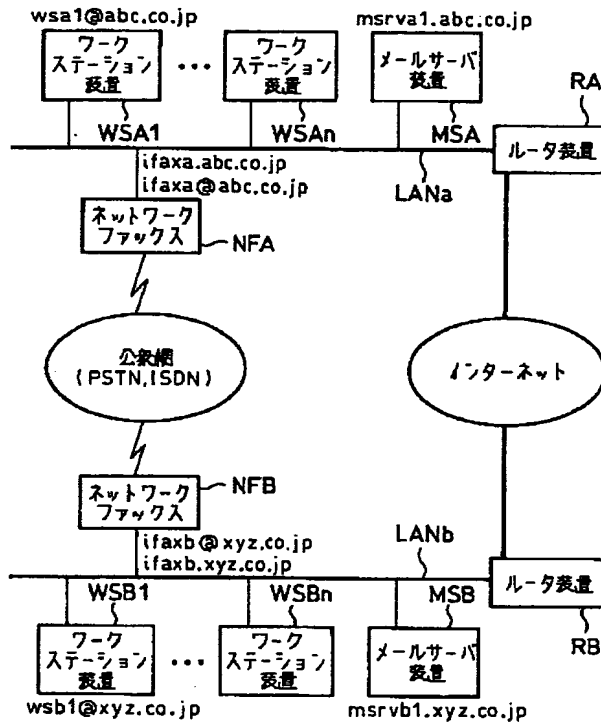 wsa1@abc.co.jp
msrva1.abc.co.jp
ワーク
ステーション
装置
...
ワーク
ステーション
装置
メールサーバ
装置
RA
WSA1
WSAn
MSA
ルータ装置
ifaxa.abc.co.jp
ifaxa@abc.co.jp
LANa
ネットワーク
ファックス
NFA
公衆網
(PSTN,ISDN)
インターネット
ネットワーク
ファックス
NFB
ifaxb@xyz.co.jp
ifaxb.xyz.co.jp
LANb
WSB1
WSBn
MSB
ルータ装置
RB
ワーク
ステーション
装置
...
ワーク
ステーション
装置
メールサーバ
装置
wsb1@xyz.co.jp
msrvb1.xyz.co.jp